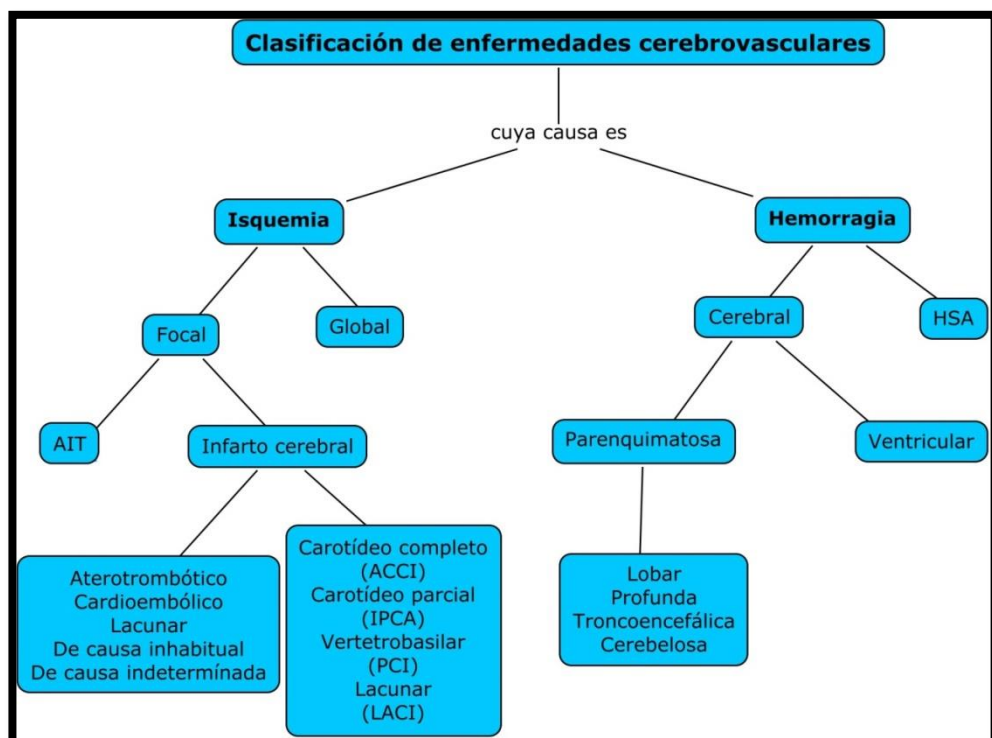 Clasificación de enfermedades cerebrovasculares
cuya causa es
Isquemia
Hemorragia
Focal
Global
Cerebral
HSA
AIT
Infarto cerebral
Parenquimatosa
Ventricular
Aterotrombótico
Cardioembólico
Lacunar
De causa inhabitual
De causa indetermínada
Carotídeo completo
(ACCI)
Carotídeo parcial
(IPCA)
Vertetrobasilar
(PCI)
Lacunar
(LACI)
Lobar
Profunda
Troncoencefálica
Cerebelosa